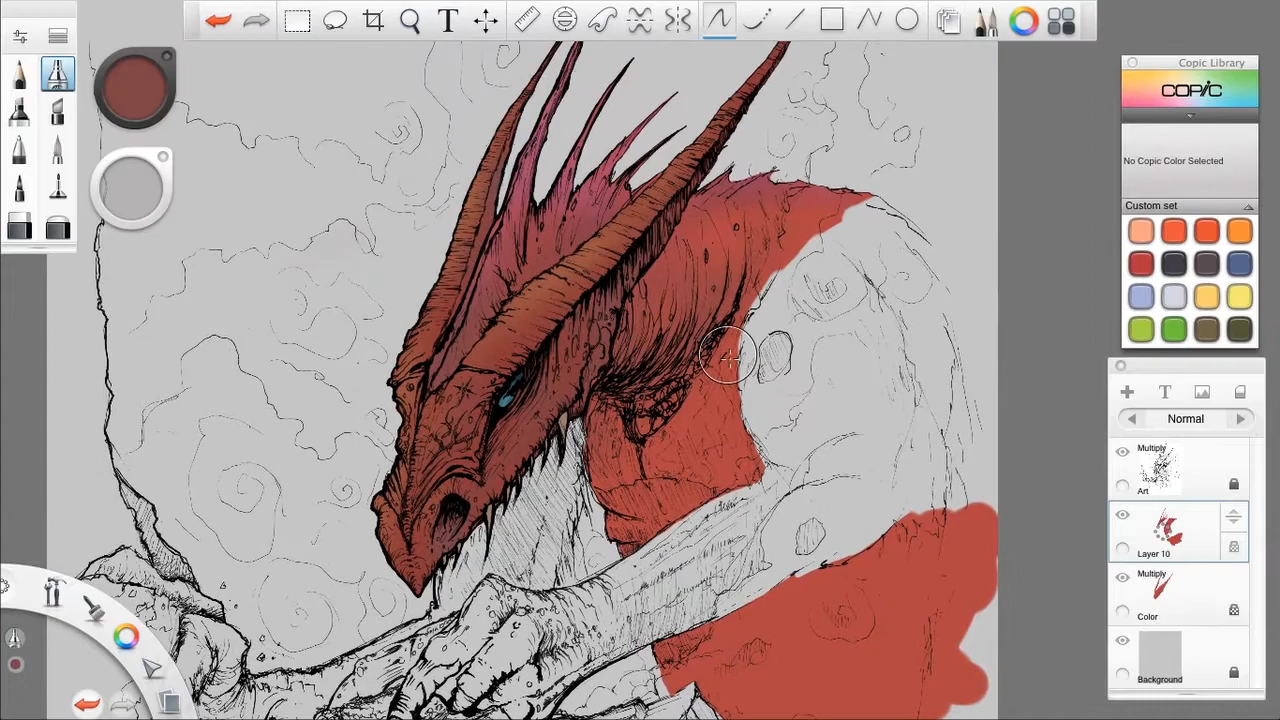 T
Copic Library
COPIC
No Copic Color Selected
Custom set
T
Normal
Multiply
Art
Layer 10
Multiply
Color
Background